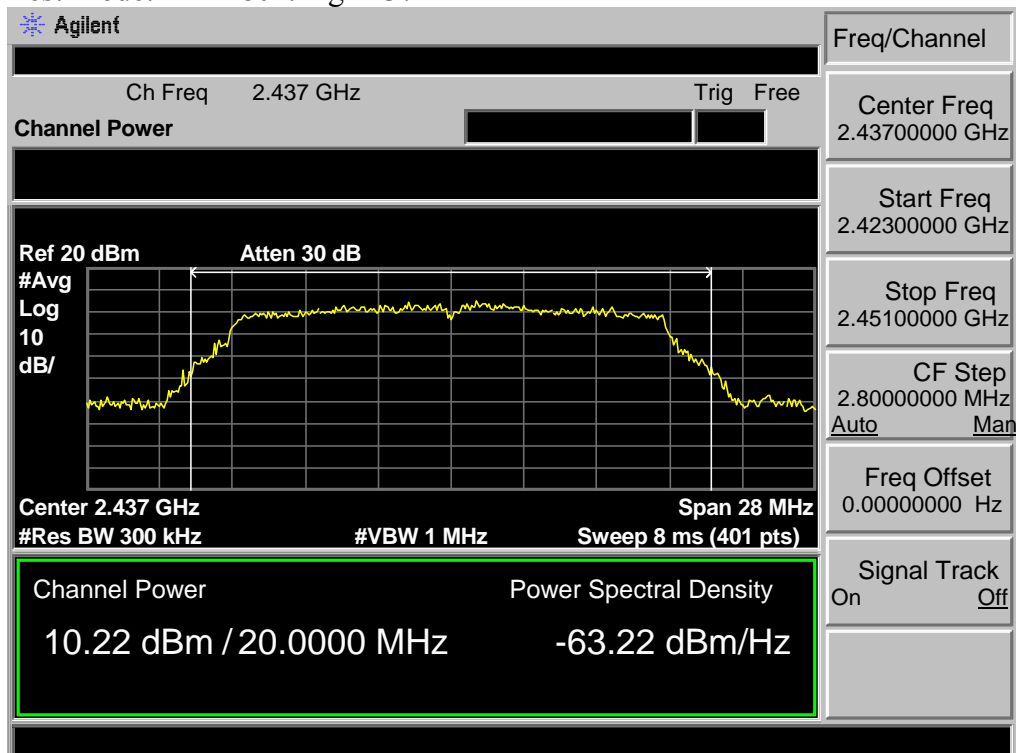 Agilent
Freq/Channel
Ch Freq 2.437 GHz Trig Free
Channel Power
Center Freq
2.43700000 GHz
Start Freq
2.42300000 GHz
Stop Freq
2.45100000 GHz
CF Step
2.80000000 MHz
Auto Man
Freq Offset
0.00000000 Hz
Signal Track
On Off
Ref 20 dBm Atten 30 dB
#Avg
Log
10
dB/
Center 2.437 GHz Span 28 MHz
#Res BW 300 kHz #VBW 1 MHz Sweep 8 ms (401 pts)
Channel Power Power Spectral Density
10.22 dBm / 20.0000 MHz -63.22 dBm/Hz